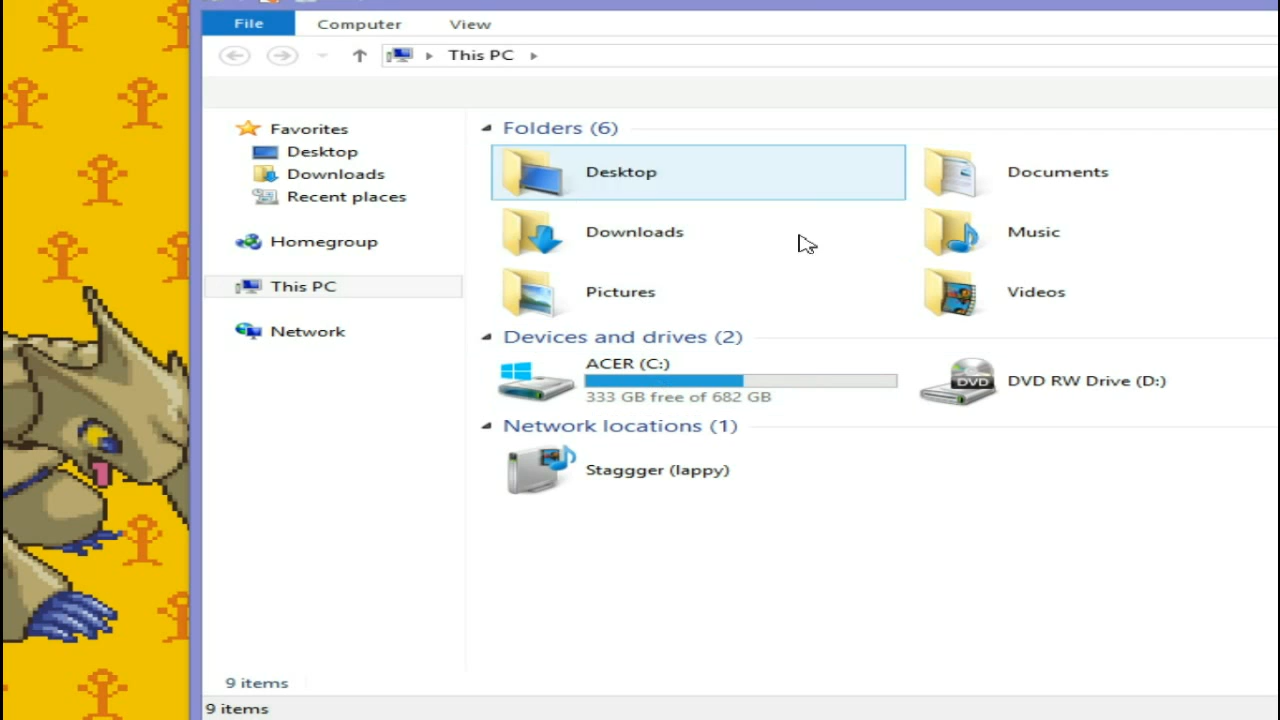 File Computer View
This PC
Favorites
Desktop
Downloads
Recent places
Homegroup
This PC
Network
Folders (6)
Desktop
Documents
Downloads
Music
Pictures
Videos
Devices and drives (2)
ACER (C:)
333 GB free of 682 GB
DVD
DVD RW Drive (D:)
Network locations (1)
Staggger (lappy)
9 items
9 items